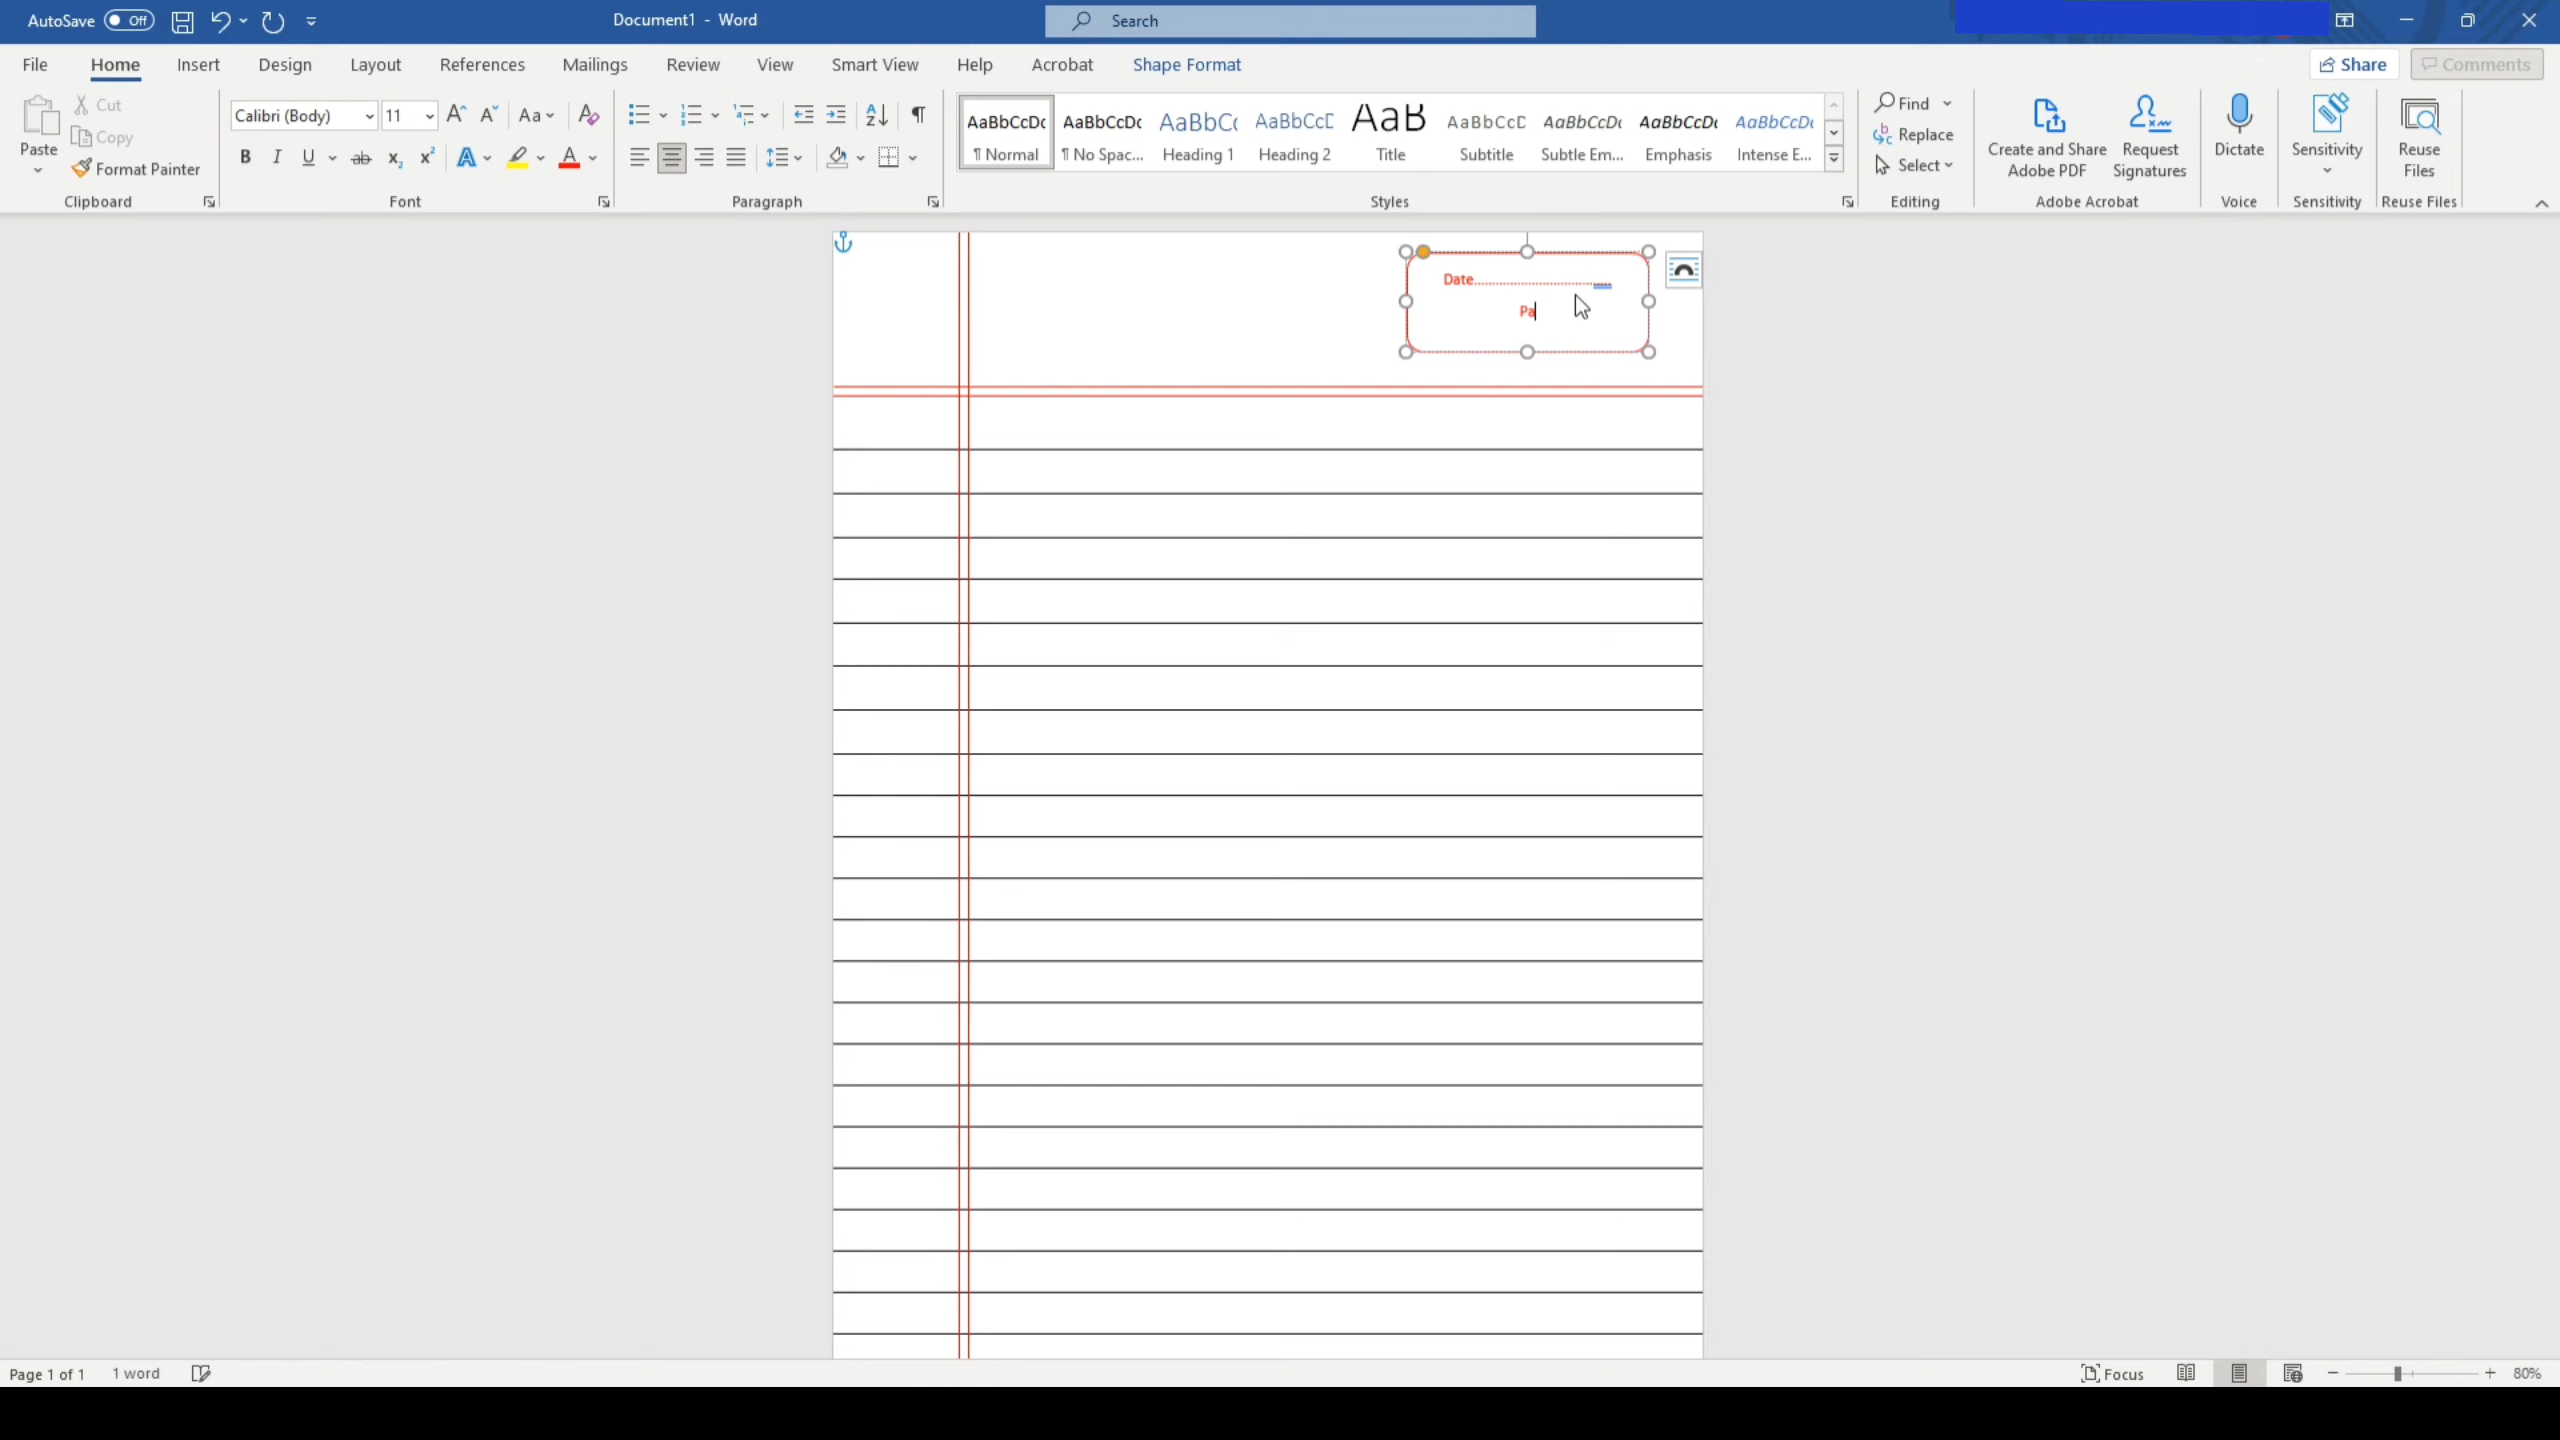 AutoSave Off Document1 - Word Search
File Home Insert Design Layout References Mailings Review View Smart View Help Acrobat Shape Format Share Comments
Paste Cut Copy Format Painter
Clipboard
Calibri (Body) 11
Font
Paragraph
AaBbCcDc AaBbCcDc AaBbC AaBbCcD AaB AaBbCcD AaBbCcDc AaBbCcDc AaBbCcDc
¶ Normal ¶ No Spac... Heading 1 Heading 2 Title Subtitle Subtle Em... Emphasis Intense E...
Styles
Find
Replace
Select
Editing
Create and Share Adobe PDF
Request Signatures
Adobe Acrobat
Dictate
Voice
Sensitivity
Sensitivity
Reuse Files
Reuse Files
Date..............................
Pa
Page 1 of 1 1 word Focus 80%